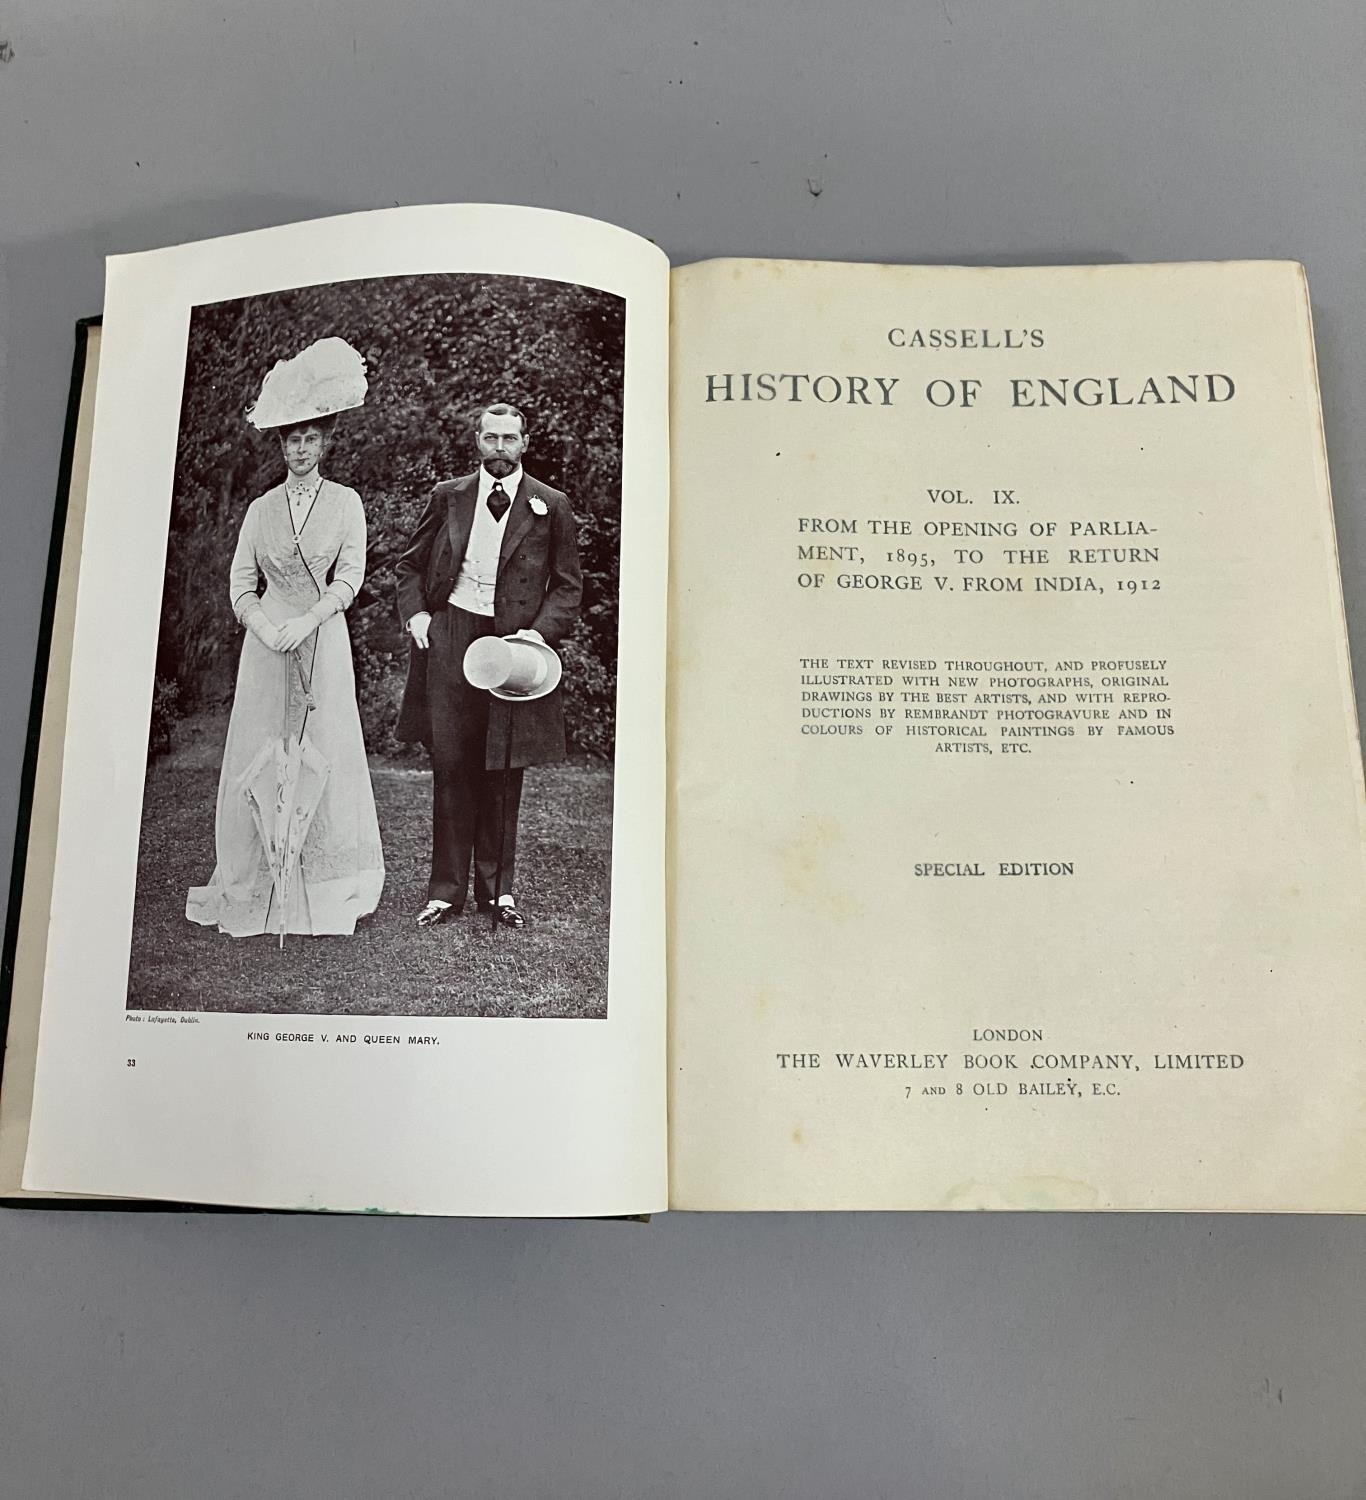 Photo: Lafayette, Dublin.
KING GEORGE V. AND QUEEN MARY.
33
CASSELL'S
HISTORY OF ENGLAND
VOL. IX.
FROM THE OPENING OF PARLIA-
MENT, 1895, TO THE RETURN
OF GEORGE V. FROM INDIA, 1912
THE TEXT REVISED THROUGHOUT, AND PROFUSELY
ILLUSTRATED WITH NEW PHOTOGRAPHS, ORIGINAL
DRAWINGS BY THE BEST ARTISTS, AND WITH REPRO-
DUCTIONS BY REMBRANDT PHOTOGRAVURE AND IN
COLOURS OF HISTORICAL PAINTINGS BY FAMOUS
ARTISTS, ETC.
SPECIAL EDITION
LONDON
THE WAVERLEY BOOK COMPANY, LIMITED
7 AND 8 OLD BAILEY, E.C.